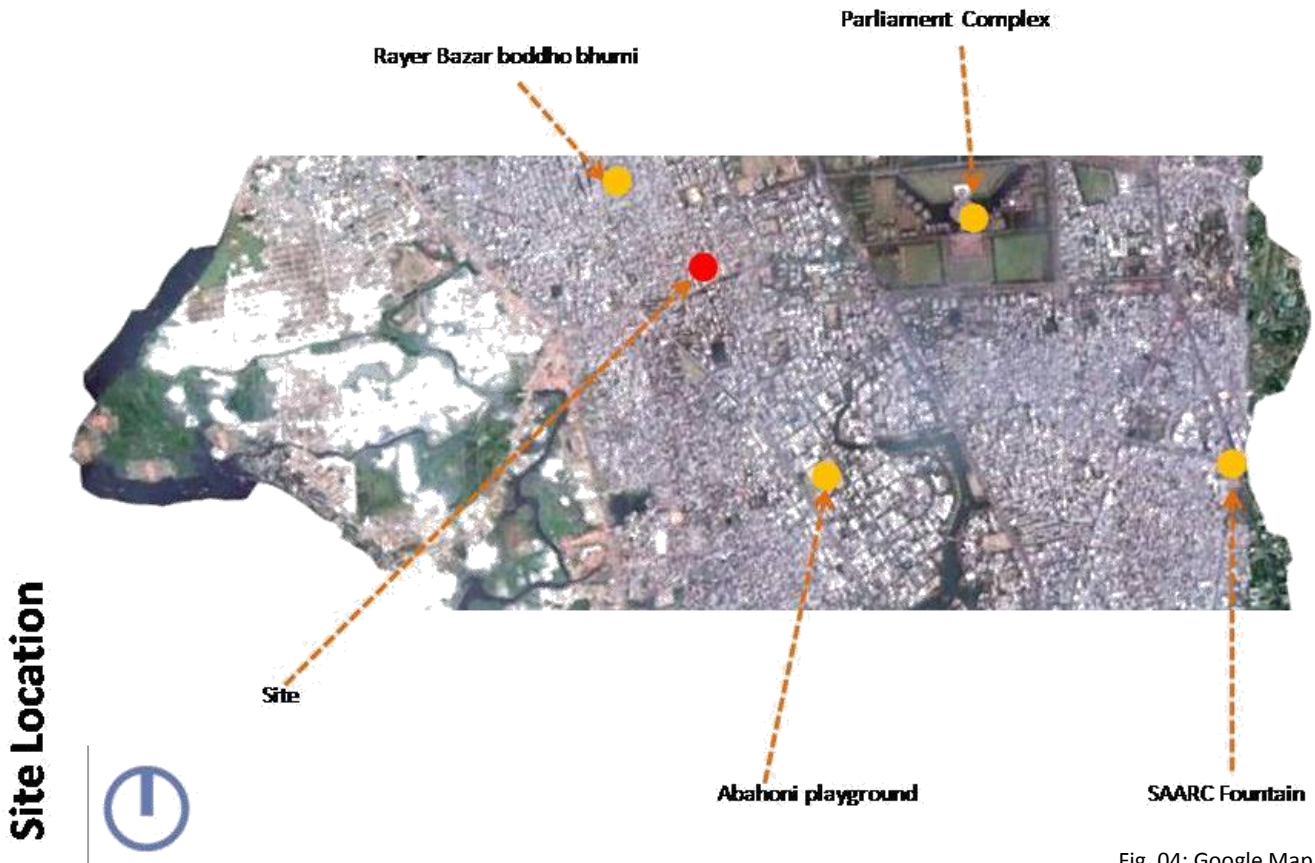 Parliament Complex
Rayer Bazar boddho bhumi
Site
Abahoni playground
SAARC Fountain
Site Location
Fig. 04: Google Map